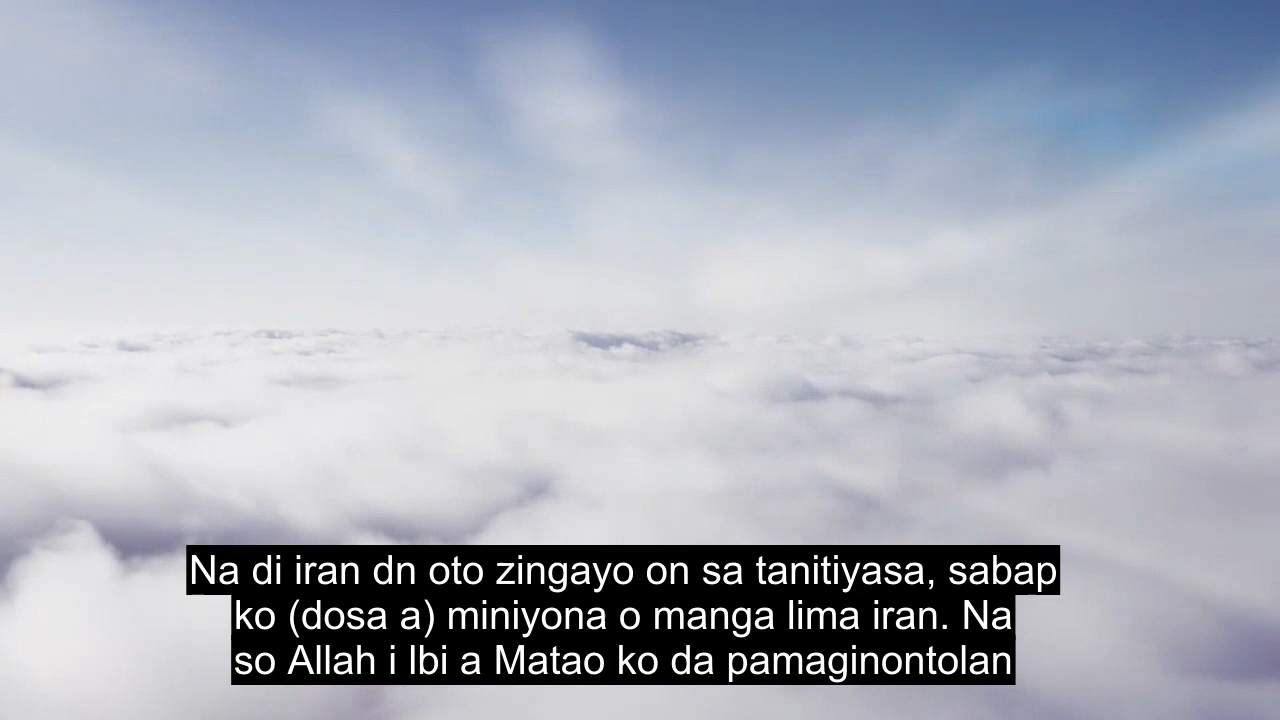 Na di iran dn oto zingayo on sa tanitiyasa, sabap
ko (dosa a) miniyona o manga lima iran. Na
so Allah i Ibi a Matao ko da pamaginontolan